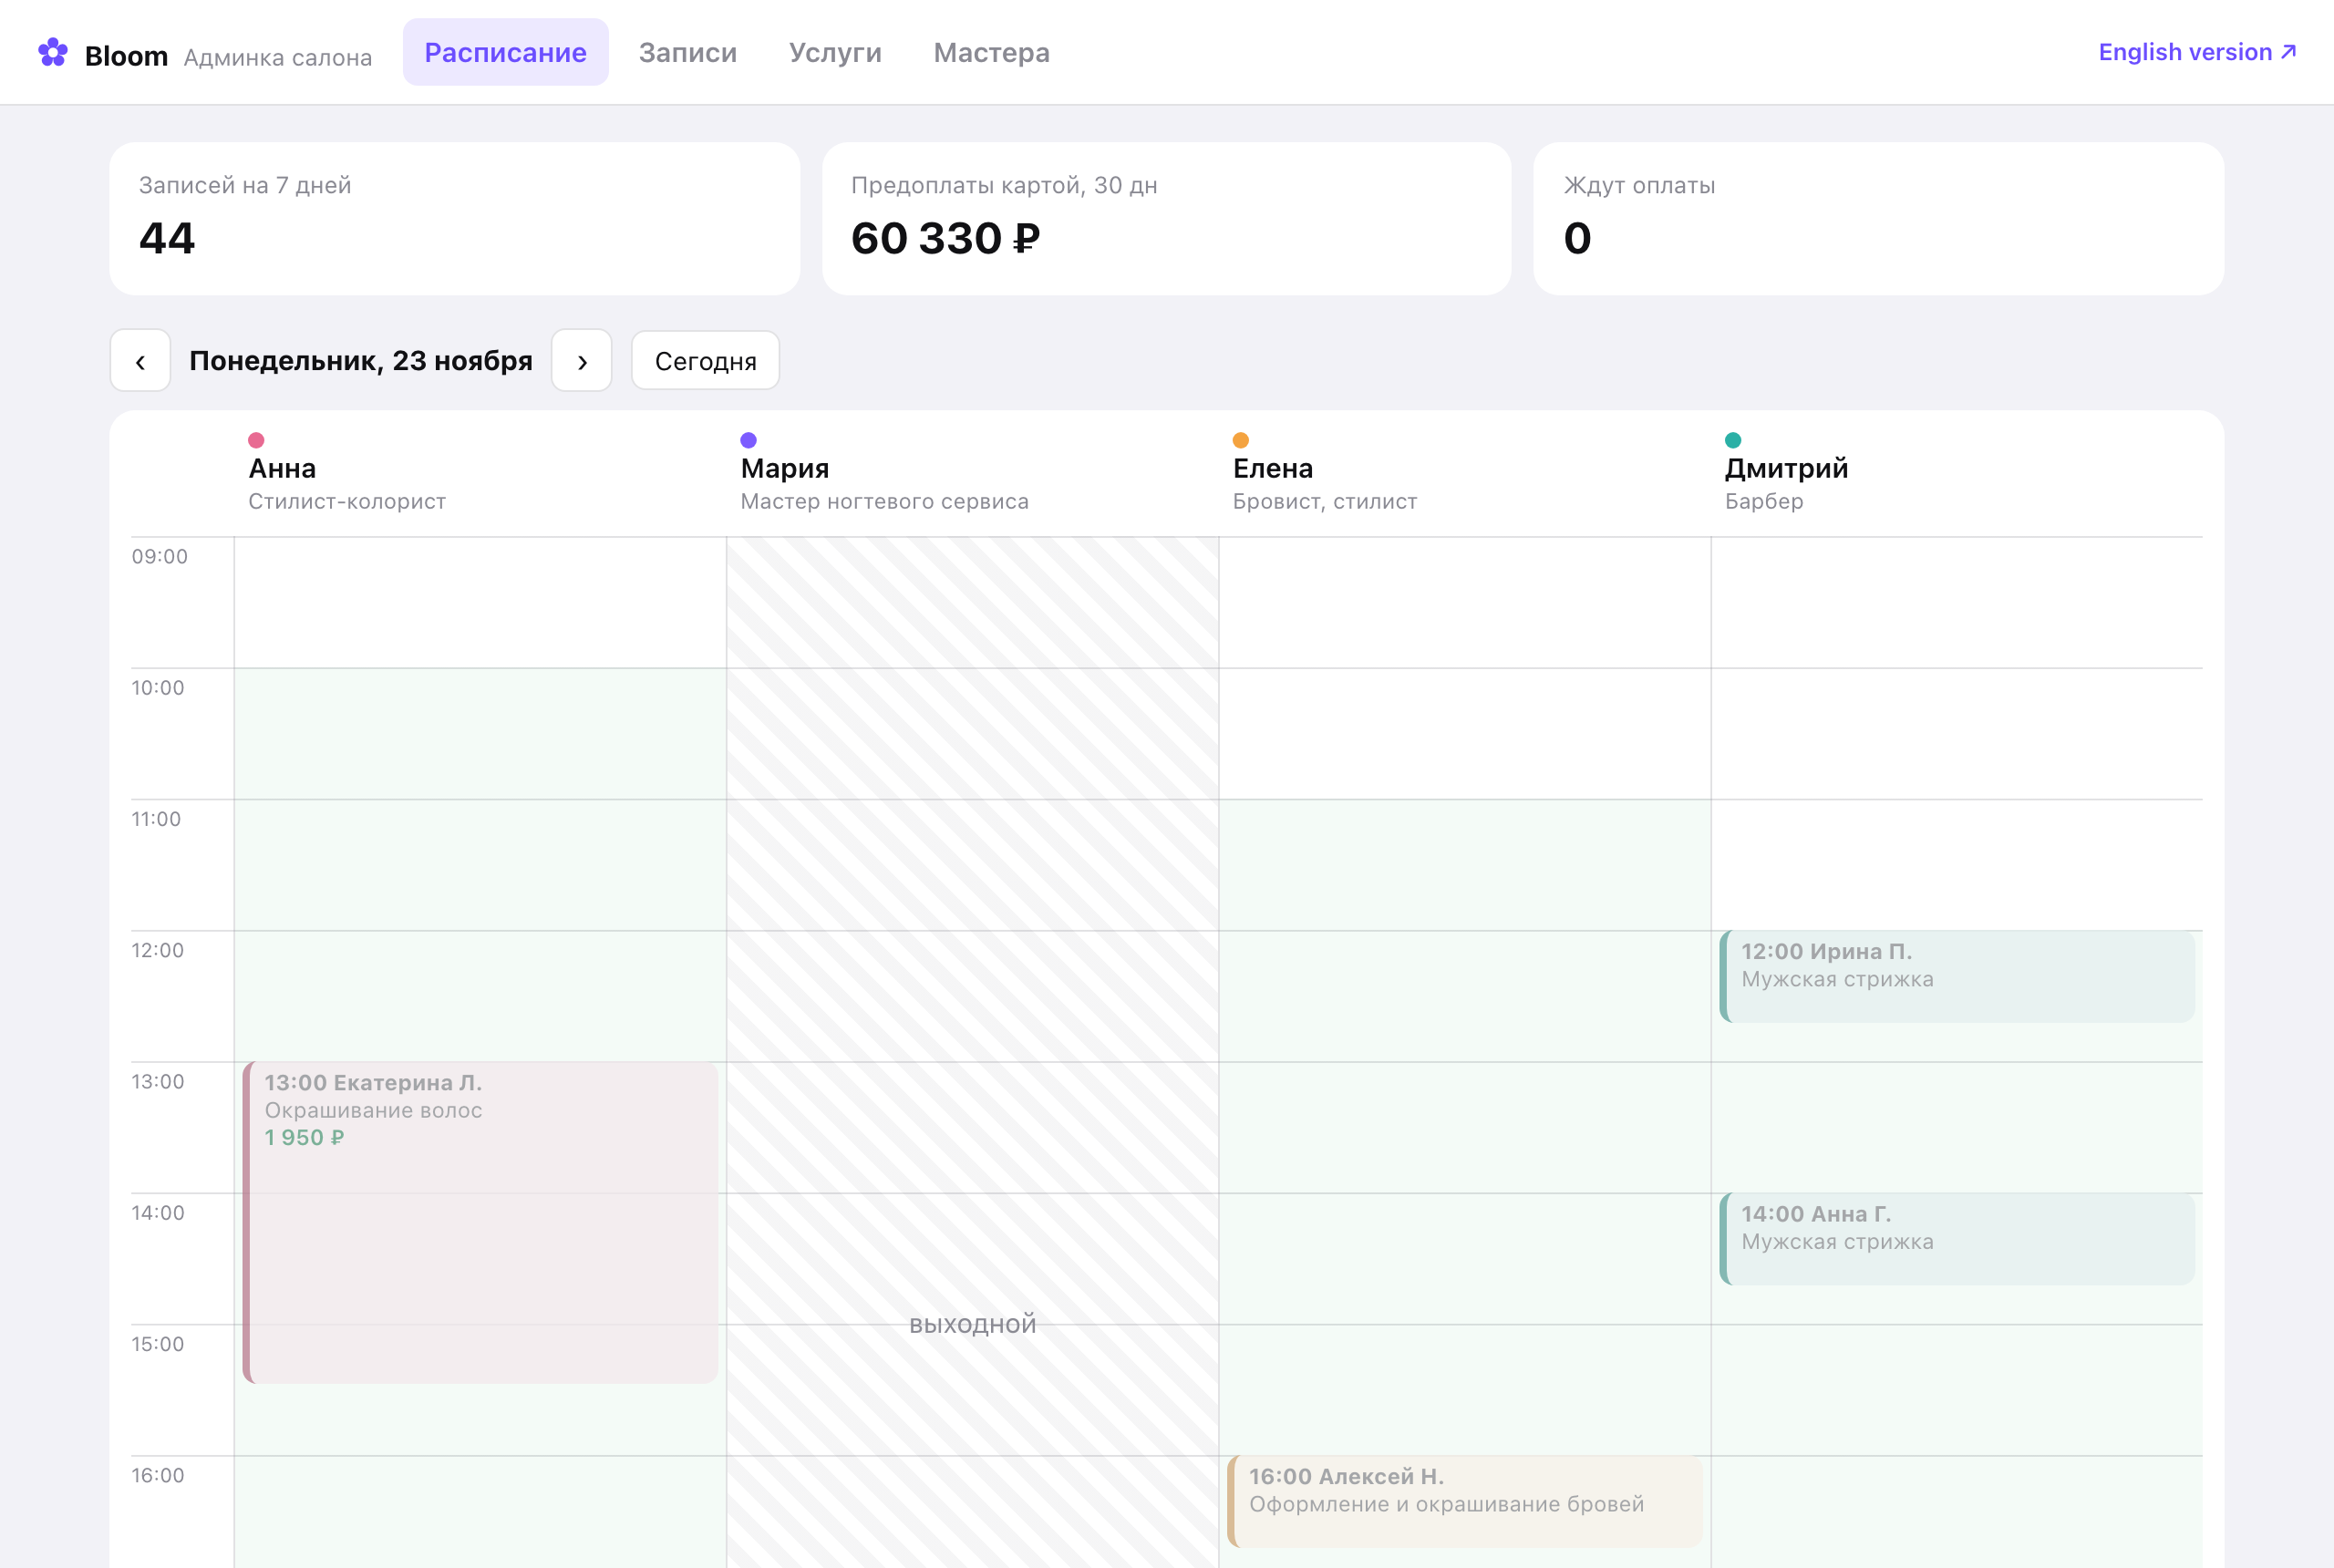 Bloom Админка салона Расписание Записи Услуги Мастера English version ↗
Записей на 7 дней
44
Предоплаты картой, 30 дн
60 330 ₽
Ждут оплаты
0
‹ Понедельник, 23 ноября › Сегодня
Анна
Стилист-колорист
Мария
Мастер ногтевого сервиса
Елена
Бровист, стилист
Дмитрий
Барбер
09:00
10:00
11:00
12:00
12:00 Ирина П.
Мужская стрижка
13:00
13:00 Екатерина Л.
Окрашивание волос
1 950 ₽
14:00
14:00 Анна Г.
Мужская стрижка
выходной
15:00
16:00
16:00 Алексей Н.
Оформление и окрашивание бровей